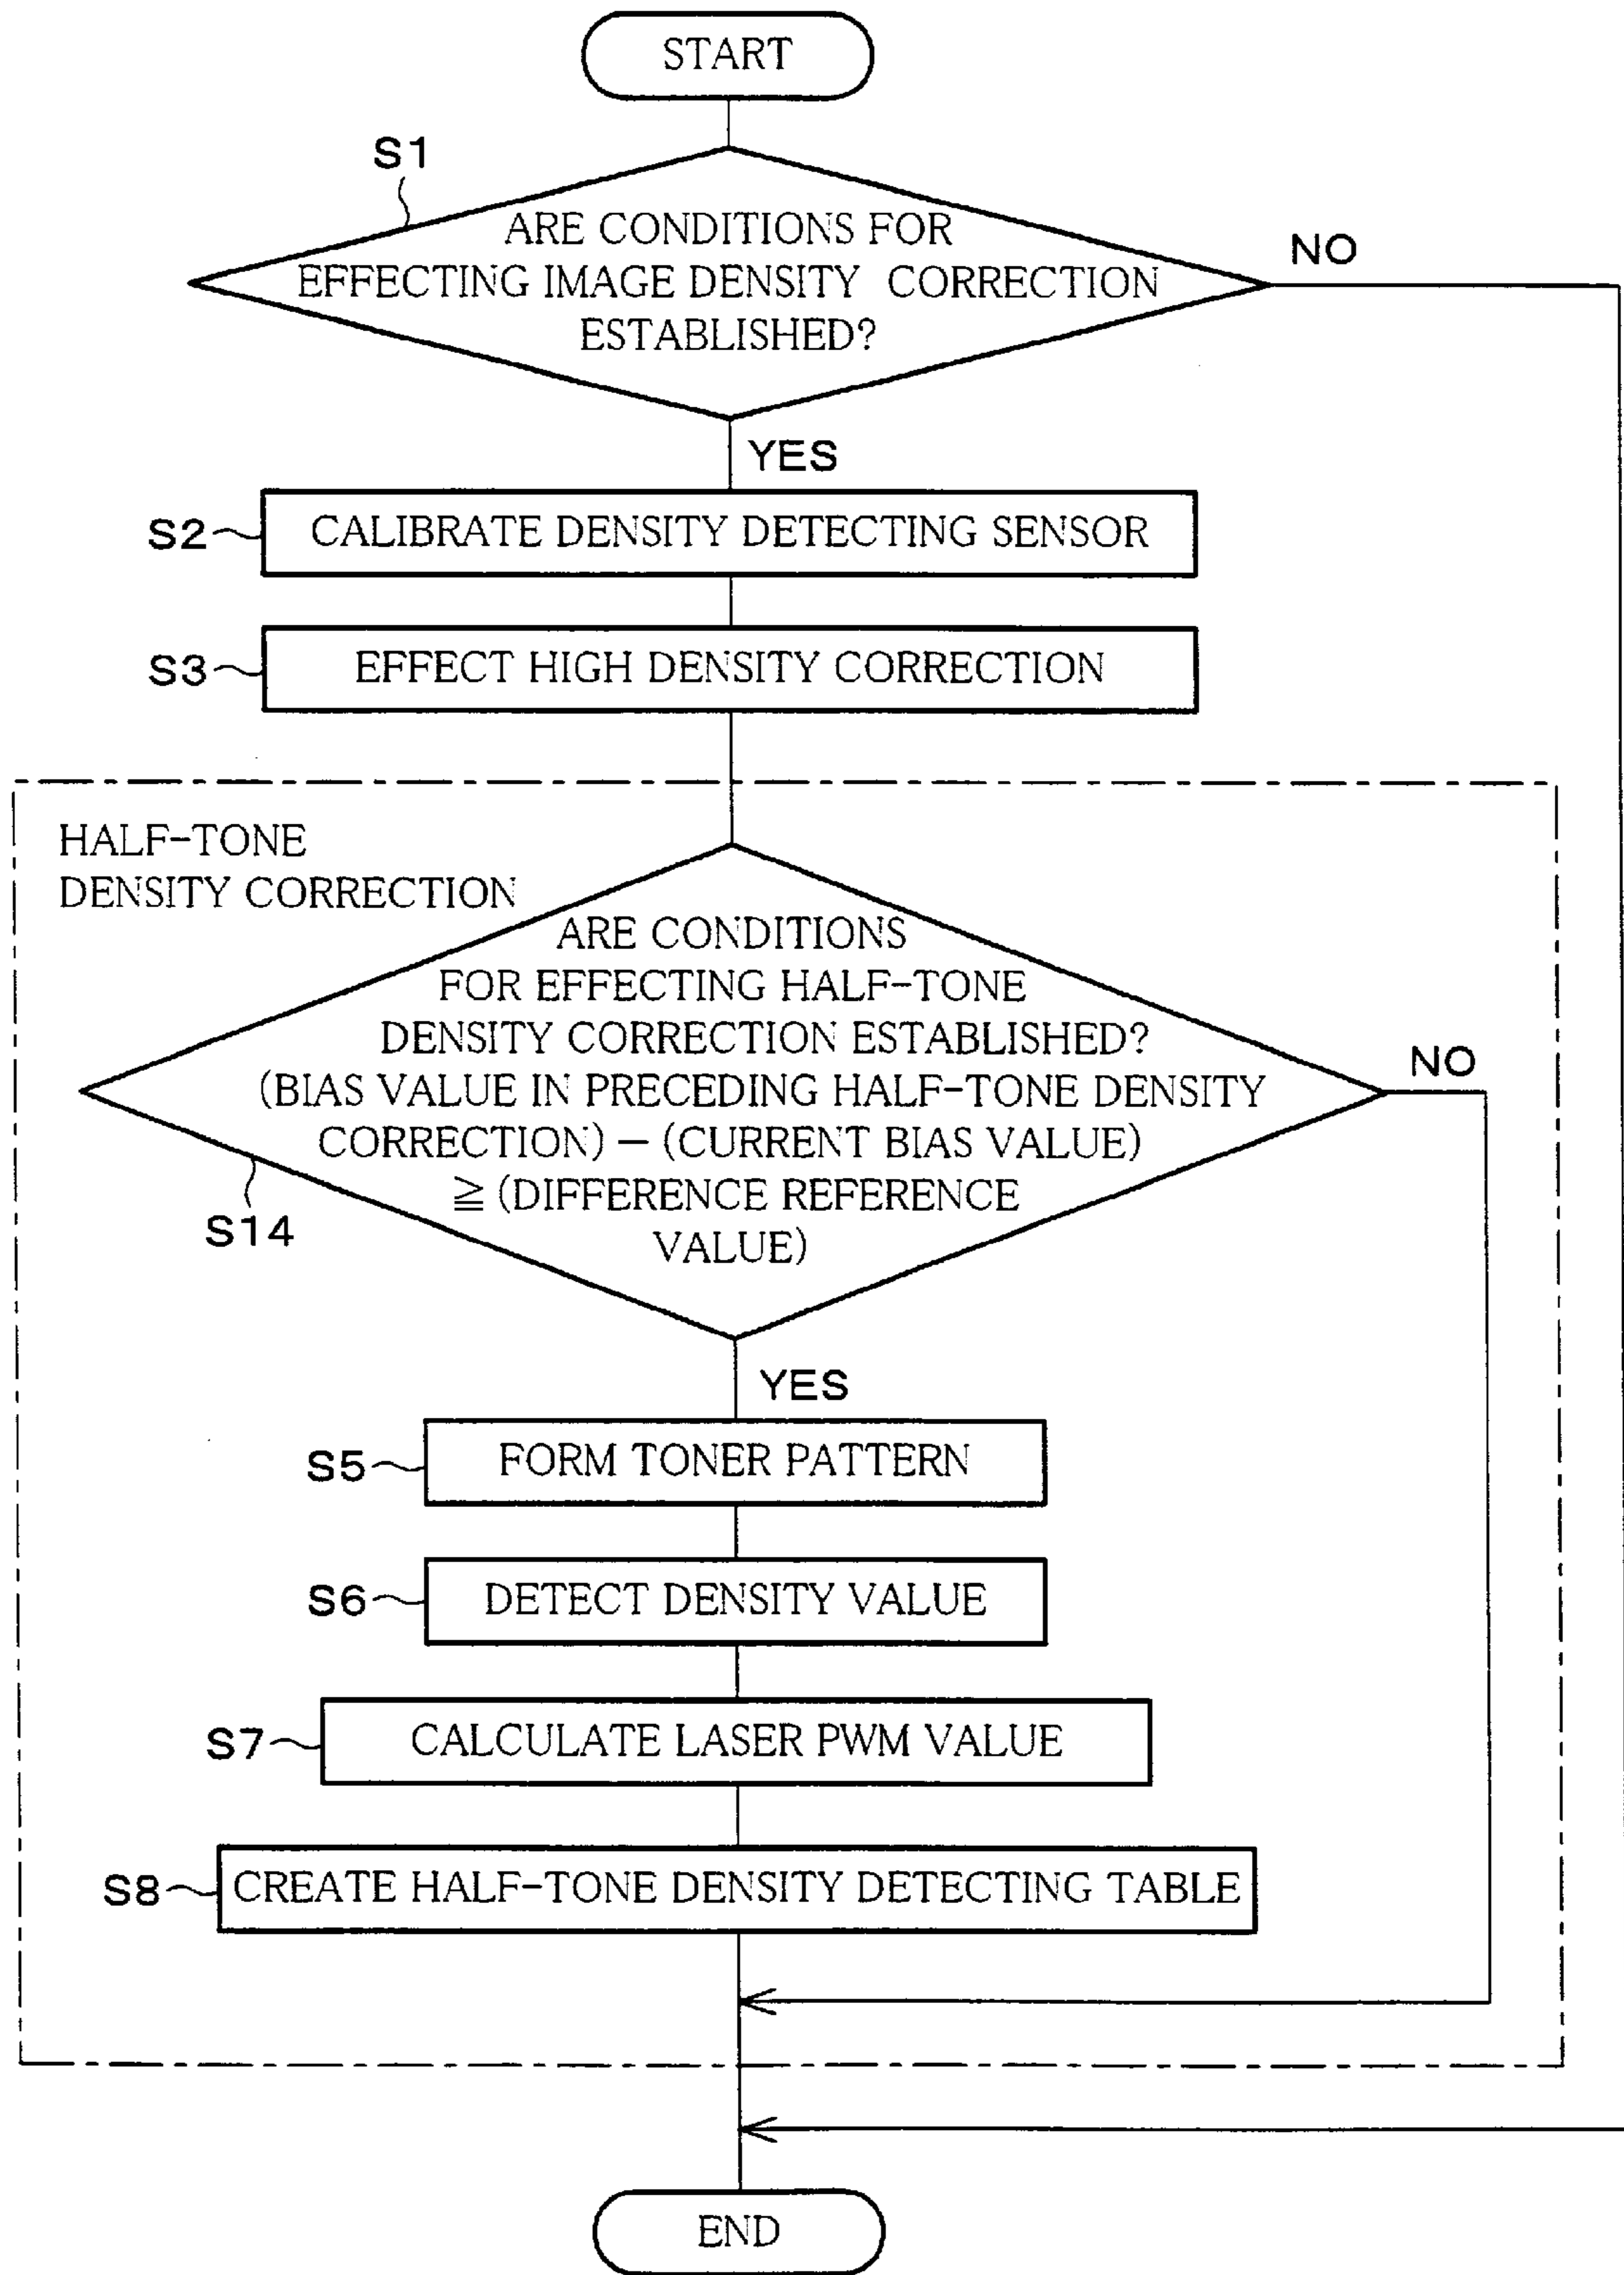 START
S1
ARE CONDITIONS FOR
EFFECTING IMAGE DENSITY CORRECTION
ESTABLISHED?
NO
YES
S2
CALIBRATE DENSITY DETECTING SENSOR
S3
EFFECT HIGH DENSITY CORRECTION
HALF-TONE
DENSITY CORRECTION
ARE CONDITIONS
FOR EFFECTING HALF-TONE
DENSITY CORRECTION ESTABLISHED?
(BIAS VALUE IN PRECEDING HALF-TONE DENSITY
CORRECTION) — (CURRENT BIAS VALUE)
≧ (DIFFERENCE REFERENCE
VALUE)
NO
S14
YES
S5
FORM TONER PATTERN
S6
DETECT DENSITY VALUE
S7
CALCULATE LASER PWM VALUE
S8
CREATE HALF-TONE DENSITY DETECTING TABLE
END